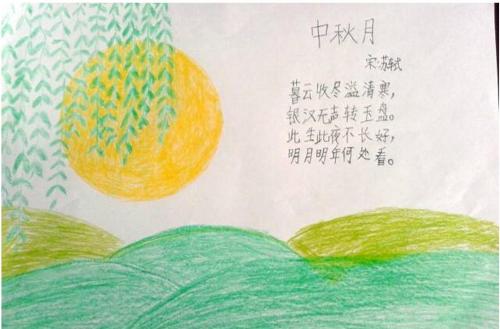 中秋月
宋·苏轼
暮云收尽溢清寒，
银汉无声转玉盘。
此生此夜不长好，
明月明年何处看。